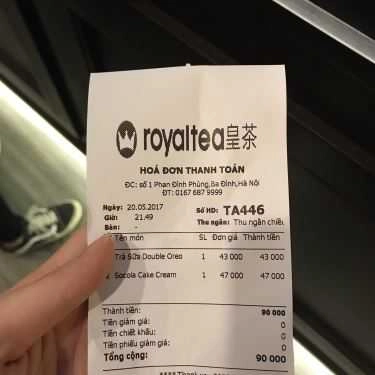 royaltea皇茶
HOÁ ĐƠN THANH TOÁN
ĐC: số 1 Phan Đình Phùng,Ba Đình,Hà Nội
ĐT: 0167 687 9999
Ngày: 20.05.2017 Số HD: TA446
Giờ: 21.49 Thu ngân: Thu ngân chiều
Bàn: -
Tên món SL Đơn giá Thành tiền
Trà Sữa Double Oreo 1 43 000 43 000
Socola Cake Cream 1 47 000 47 000
Thành tiền: 90 000
Tiền giảm giá: 0
Tiền chiết khấu: 0
Tiền phiếu giảm giá: 0
Tổng cộng: 90 000